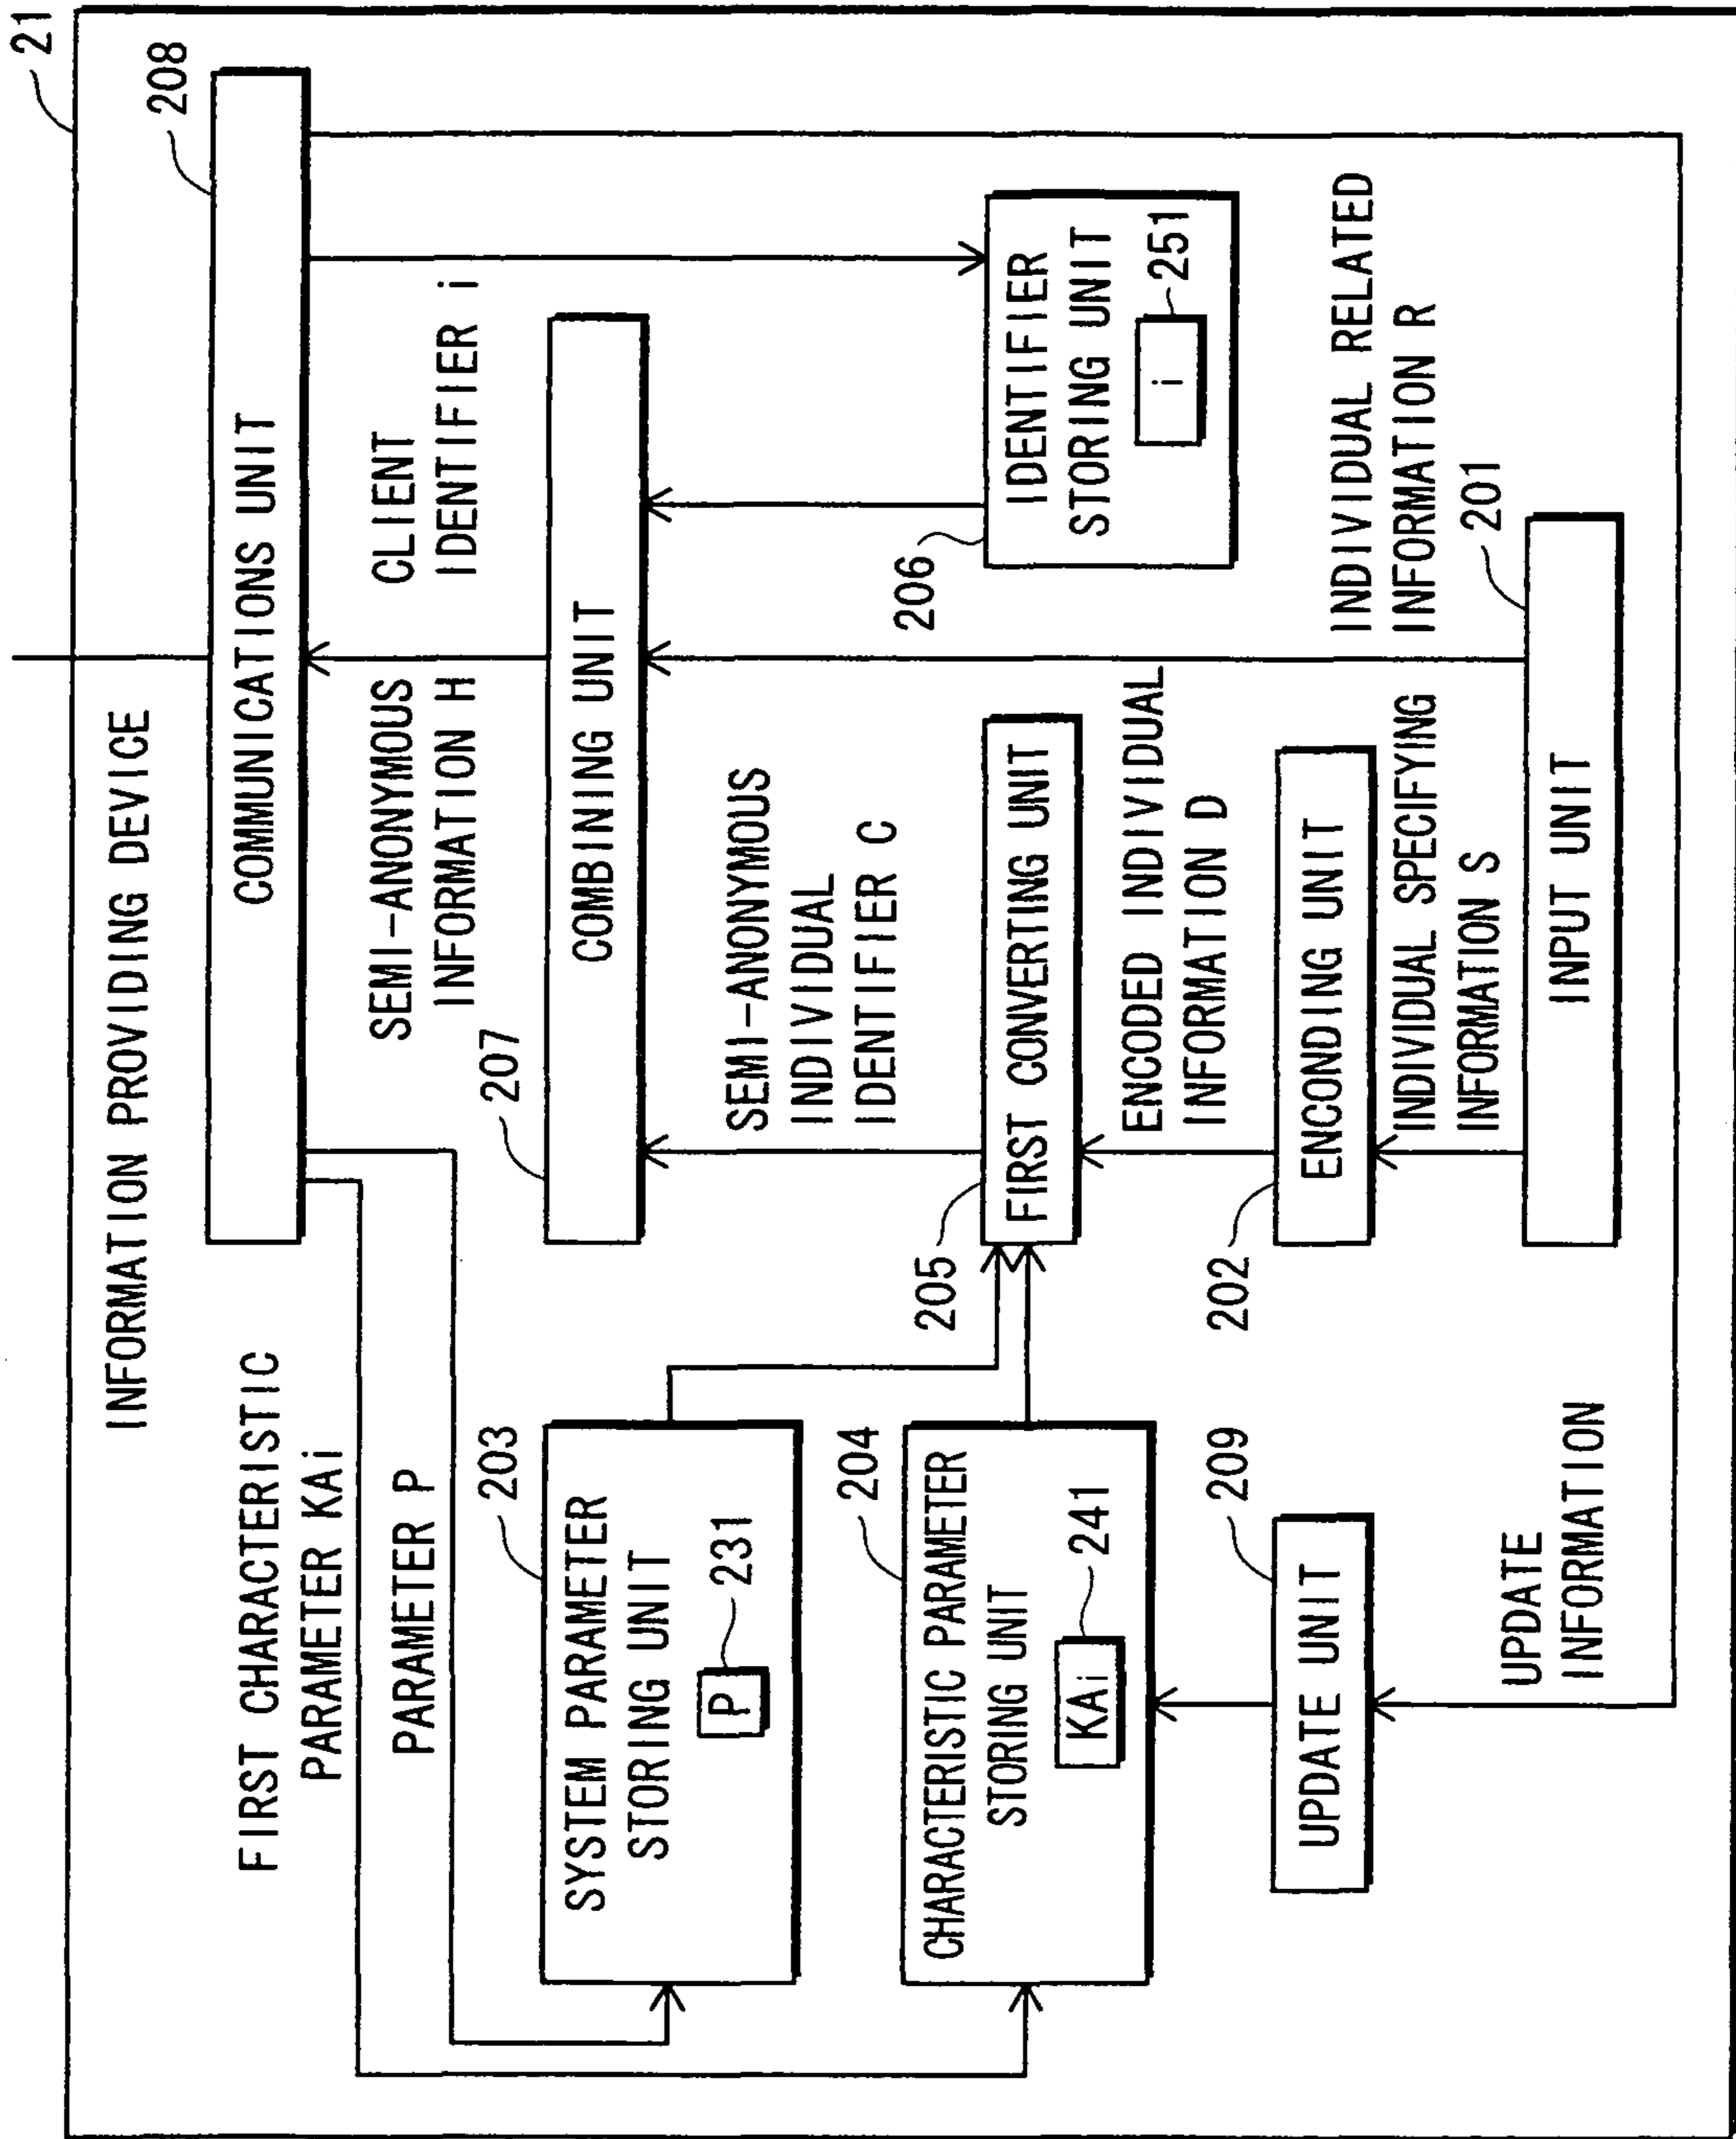 21
INFORMATION PROVIDING DEVICE
208
COMMUNICATIONS UNIT
FIRST CHARACTERISTIC
PARAMETER KAi
PARAMETER P
SEMI-ANONYMOUS
INFORMATION H
CLIENT
IDENTIFIER i
203
SYSTEM PARAMETER
STORING UNIT
P
231
207
COMBINING UNIT
SEMI-ANONYMOUS
INDIVIDUAL
IDENTIFIER C
204
CHARACTERISTIC PARAMETER
STORING UNIT
KAi
241
205
FIRST CONVERTING UNIT
206
IDENTIFIER
STORING UNIT
i
251
ENCODED INDIVIDUAL
INFORMATION D
209
UPDATE UNIT
202
ENCONDING UNIT
INDIVIDUAL SPECIFYING
INFORMATION S
INDIVIDUAL RELATED
INFORMATION R
201
INPUT UNIT
UPDATE
INFORMATION